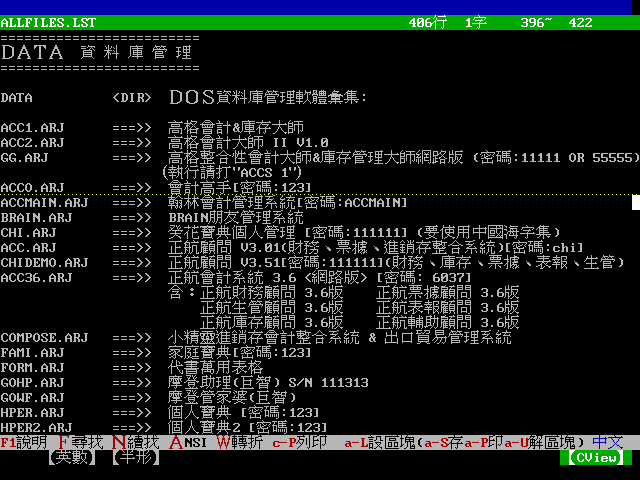 ALLFILES.LST 406行 1字 396~ 422
=========================
DATA 資料庫管理
=========================
DATA <DIR> DOS資料庫管理軟體彙集:
ACC1.ARJ ===>> 高格會計&庫存大師
ACC2.ARJ ===>> 高格會計大師 II V1.0
GG.ARJ ===>> 高格整合性會計大師&庫存管理大師網路版 (密碼:11111 OR 55555)
(執行請打"ACCS 1")
ACCO.ARJ ===>> 會計高手[密碼:123]
ACCMAIN.ARJ ===>> 翰林會計管理系統[密碼:ACCMAIN]
BRAIN.ARJ ===>> BRAIN朋友管理系統
CHI.ARJ ===>> 葵花寶典個人管理 [密碼:111111] (要使用中國海字集)
ACC.ARJ ===>> 正航顧問 V3.01(財務、票據、進銷存整合系統)[密碼:chi]
CHIDEMO.ARJ ===>> 正航顧問 V3.51[密碼:111111](財務、庫存、票據、表報、生管)
ACC36.ARJ ===>> 正航會計系統 3.6 <網路版> [密碼: 6037]
含：正航財務顧問 3.6版 正航票據顧問 3.6版
正航生管顧問 3.6版 正航表報顧問 3.6版
正航庫存顧問 3.6版 正航輔助顧問 3.6版
COMPOSE.ARJ ===>> 小精靈進銷存會計整合系統 & 出口貿易管理系統
FAMI.ARJ ===>> 家庭寶典[密碼:123]
FORM.ARJ ===>> 代書萬用表格
GOHP.ARJ ===>> 摩登助理(巨智) S/N 111313
GOWF.ARJ ===>> 摩登管家婆(巨智)
HPER.ARJ ===>> 個人寶典 [密碼:123]
HPER2.ARJ ===>> 個人寶典2 [密碼:123]
F1說明 F尋找 N續找 ANSI W轉折 c-P列印 a-L設區塊(a-S存a-P印a-U解區塊) 中文
[英數] [半形] [CView]